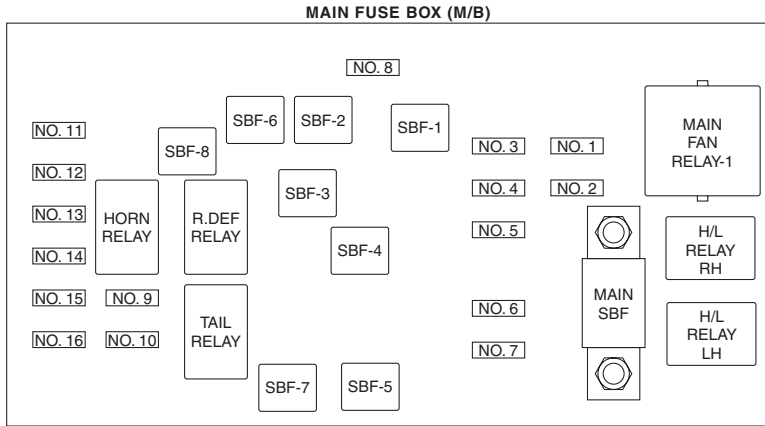 MAIN FUSE BOX (M/B)
NO. 8
SBF-6
SBF-2
SBF-1
MAIN
FAN
RELAY-1
NO. 11
SBF-8
NO. 3
NO. 1
NO. 12
NO. 4
NO. 2
SBF-3
HORN
RELAY
R.DEF
RELAY
NO. 13
NO. 5
H/L
RELAY
RH
SBF-4
NO. 14
NO. 15
NO. 9
MAIN
SBF
NO. 6
TAIL
RELAY
H/L
RELAY
LH
NO. 16
NO. 10
NO. 7
SBF-7
SBF-5